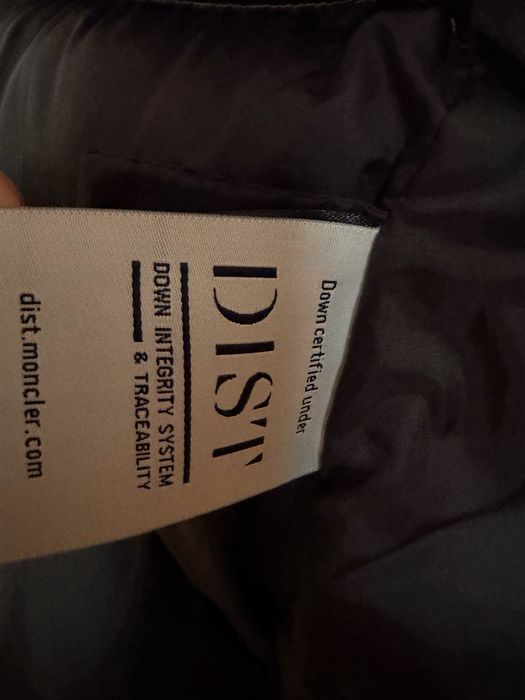 Down certified under
DIST
DOWN INTEGRITY SYSTEM
& TRACEABILITY
dist.moncler.com